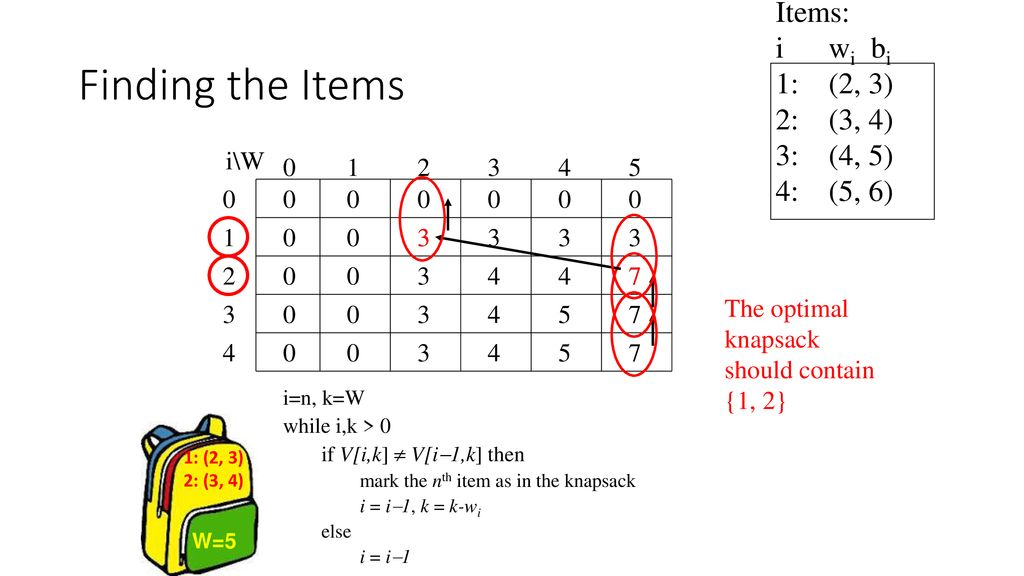 Finding the Items
Items:
i wi bi
1: (2, 3)
2: (3, 4)
3: (4, 5)
4: (5, 6)
i\W 0 1 2 3 4 5
0 0 0 0 0 0 0
1 0 0 3 3 3 3
2 0 0 3 4 4 7
3 0 0 3 4 5 7
4 0 0 3 4 5 7
The optimal
knapsack
should contain
{1, 2}
i=n, k=W
while i,k > 0
if V[i,k] ≠ V[i−1,k] then
mark the nth item as in the knapsack
i = i−1, k = k-wi
else
i = i−1
1: (2, 3)
2: (3, 4)
W=5